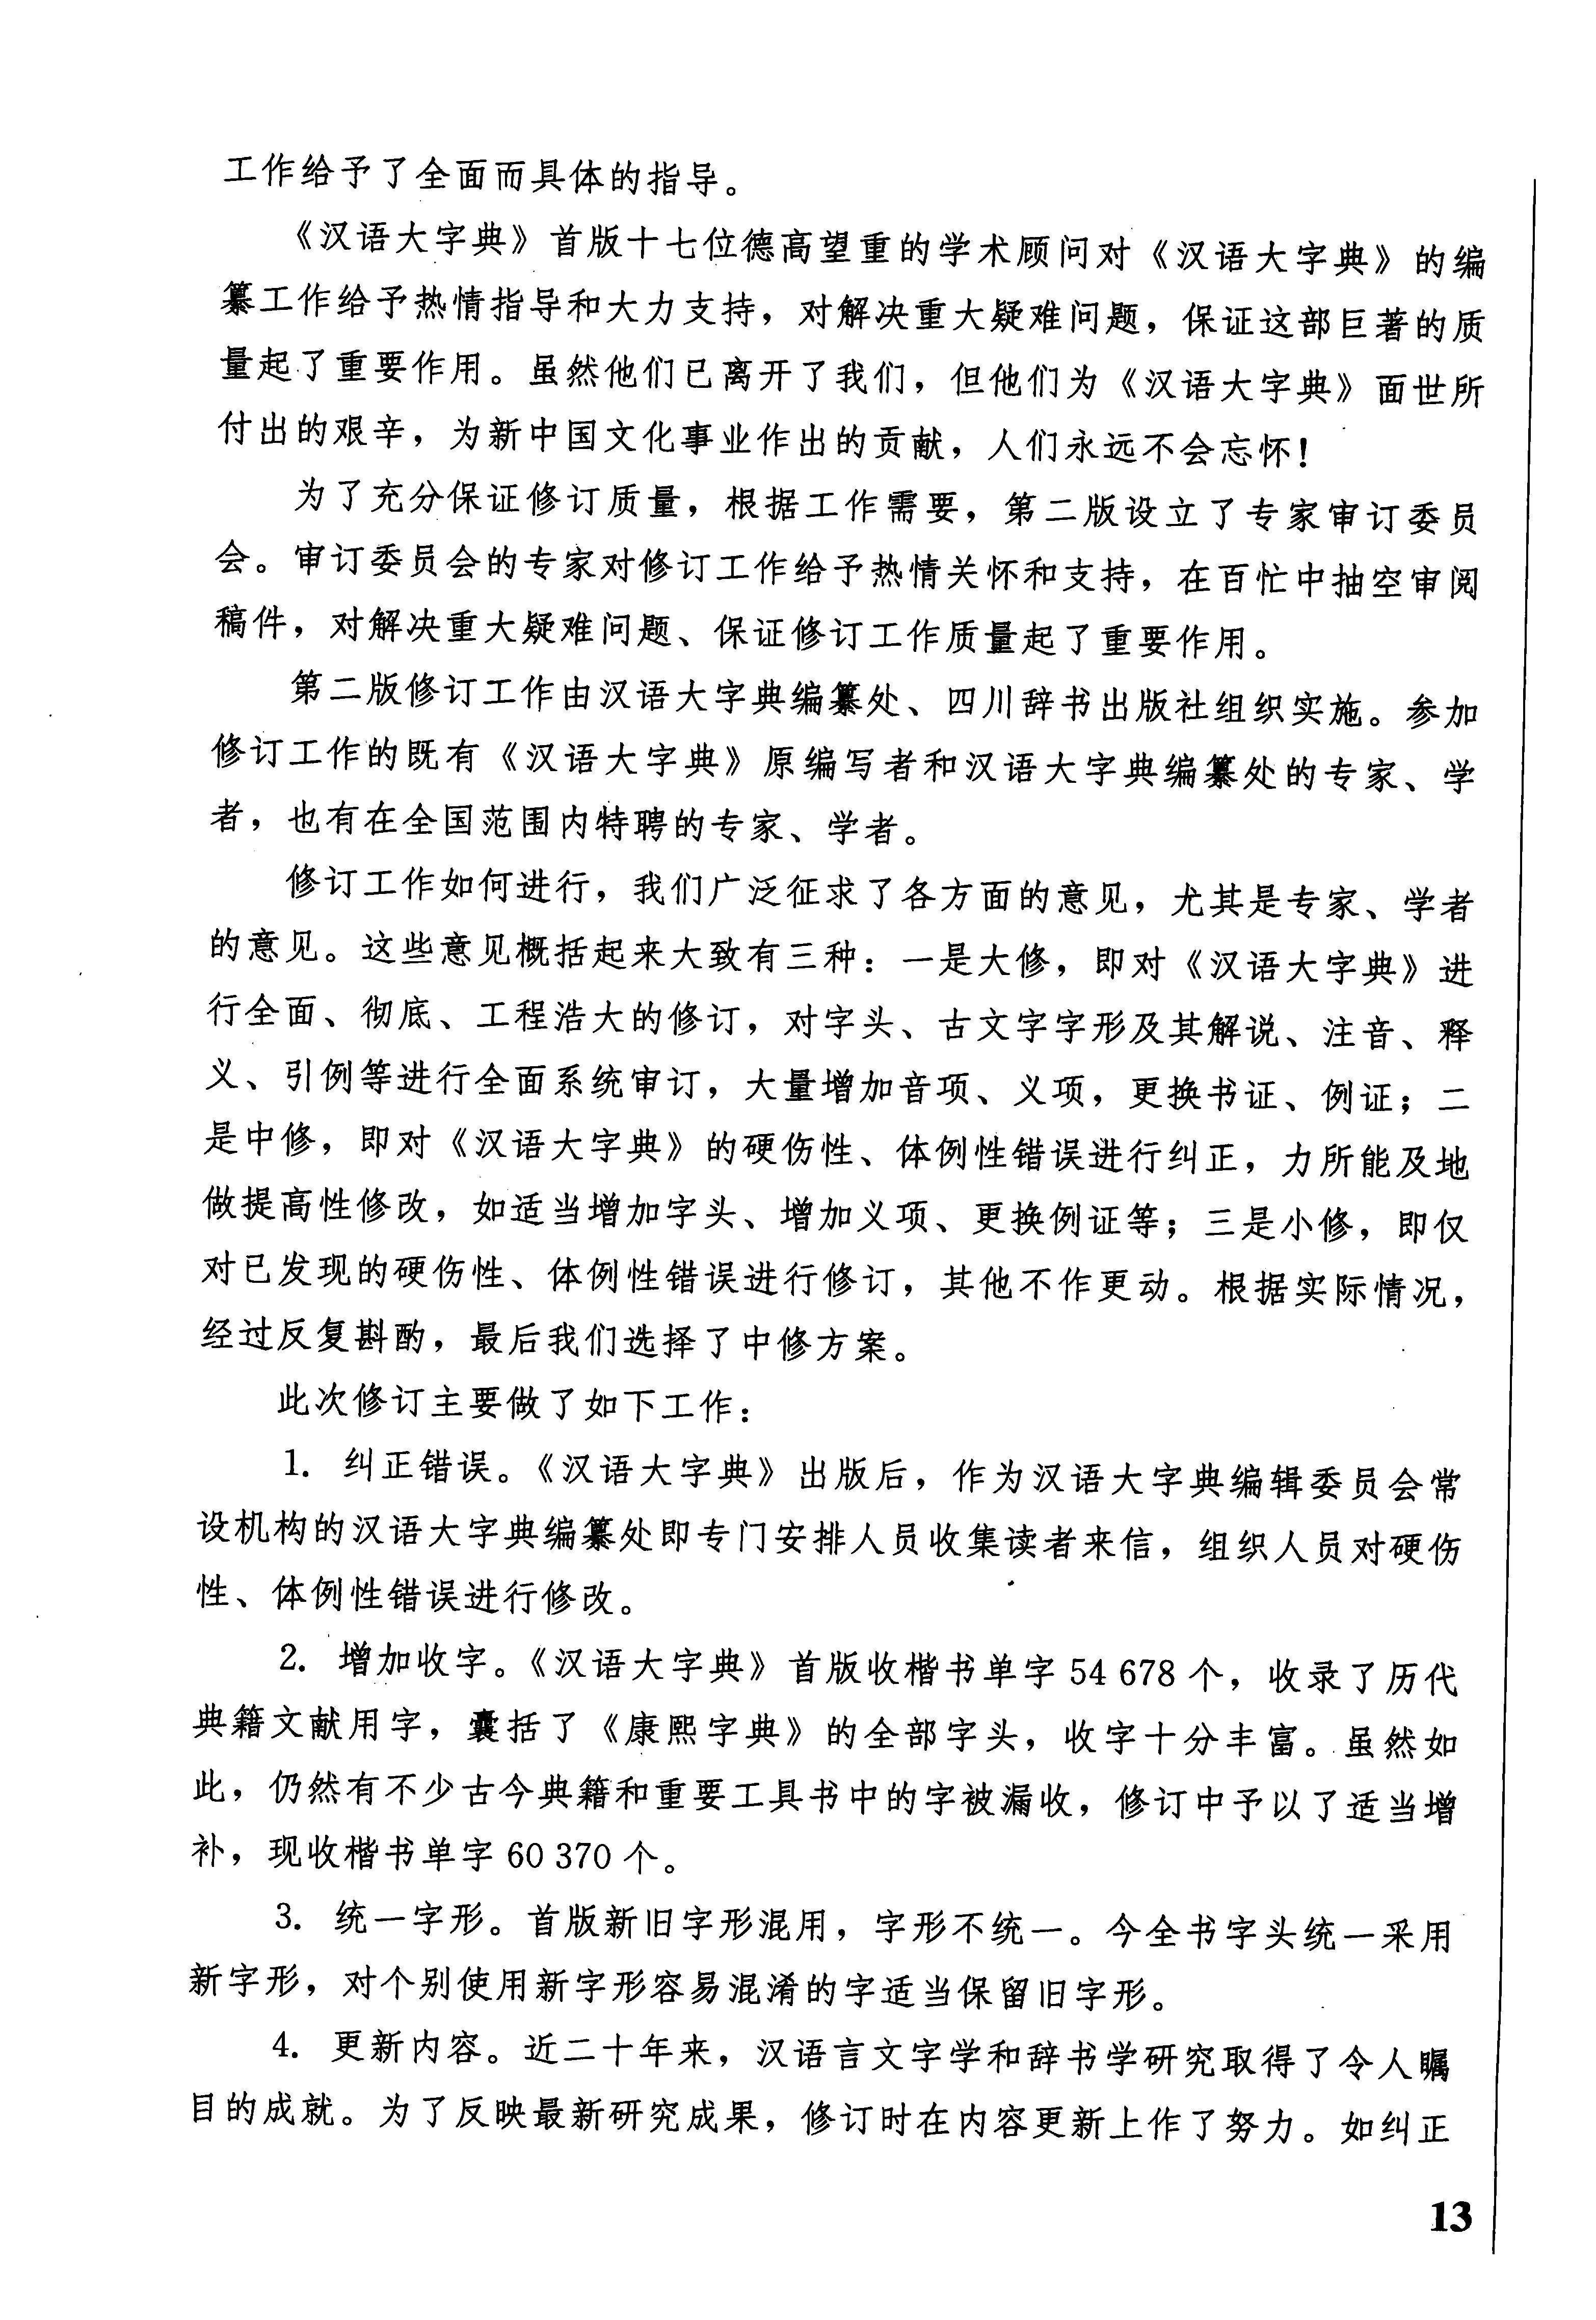 工作给予了全面而具体的指导。
《汉语大字典》首版十七位德高望重的学术顾问对《汉语大字典》的编
纂工作给予热情指导和大力支持，对解决重大疑难问题，保证这部巨著的质
量起了重要作用。虽然他们已离开了我们，但他们为《汉语大字典》面世所
付出的艰辛，为新中国文化事业作出的贡献，人们永远不会忘怀！
为了充分保证修订质量，根据工作需要，第二版设立了专家审订委员
会。审订委员会的专家对修订工作给予热情关怀和支持，在百忙中抽空审阅
稿件，对解决重大疑难问题、保证修订工作质量起了重要作用。
第二版修订工作由汉语大字典编纂处、四川辞书出版社组织实施。参加
修订工作的既有《汉语大字典》原编写者和汉语大字典编纂处的专家、学
者，也有在全国范围内特聘的专家、学者。
修订工作如何进行，我们广泛征求了各方面的意见，尤其是专家、学者
的意见。这些意见概括起来大致有三种：一是大修，即对《汉语大字典》进
行全面、彻底、工程浩大的修订，对字头、古文字字形及其解说、注音、释
义、引例等进行全面系统审订，大量增加音项、义项，更换书证、例证；二
是中修，即对《汉语大字典》的硬伤性、体例性错误进行纠正，力所能及地
做提高性修改，如适当增加字头、增加义项、更换例证等；三是小修，即仅
对已发现的硬伤性、体例性错误进行修订，其他不作更动。根据实际情况，
经过反复斟酌，最后我们选择了中修方案。
此次修订主要做了如下工作：
1. 纠正错误。《汉语大字典》出版后，作为汉语大字典编辑委员会常
设机构的汉语大字典编纂处即专门安排人员收集读者来信，组织人员对硬伤
性、体例性错误进行修改。
2. 增加收字。《汉语大字典》首版收楷书单字 54 678 个，收录了历代
典籍文献用字，囊括了《康熙字典》的全部字头，收字十分丰富。虽然如
此，仍然有不少古今典籍和重要工具书中的字被漏收，修订中予以了适当增
补，现收楷书单字 60 370 个。
3. 统一字形。首版新旧字形混用，字形不统一。今全书字头统一采用
新字形，对个别使用新字形容易混淆的字适当保留旧字形。
4. 更新内容。近二十年来，汉语言文字学和辞书学研究取得了令人瞩
目的成就。为了反映最新研究成果，修订时在内容更新上作了努力。如纠正
13